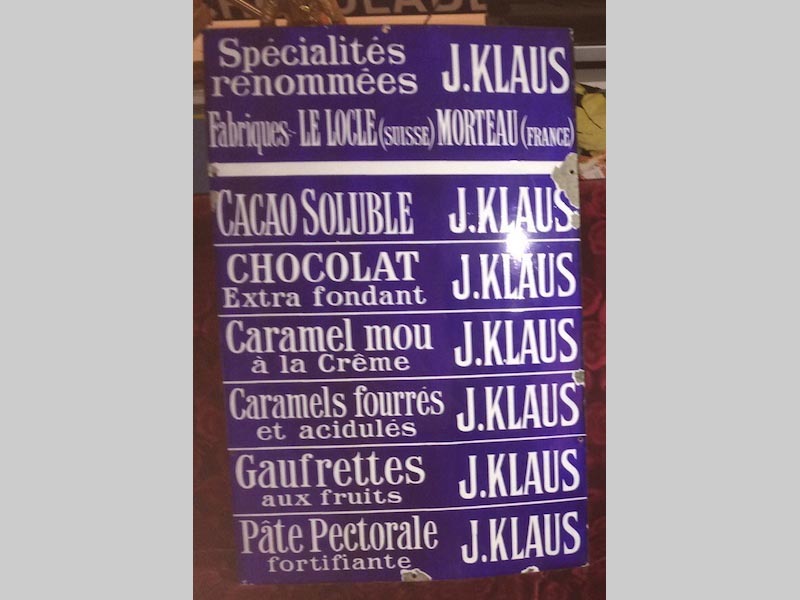 Spécialités
renommées J. KLAUS
Fabriques LE LOCLE (SUISSE) MORTEAU (FRANCE)
CACAO SOLUBLE J. KLAUS
CHOCOLAT
Extra fondant J. KLAUS
Caramel mou
à la Crême J. KLAUS
Caramels fourrés
et acidulés J. KLAUS
Gaufrettes
aux fruits J. KLAUS
Pâte Pectorale
fortifiante J. KLAUS